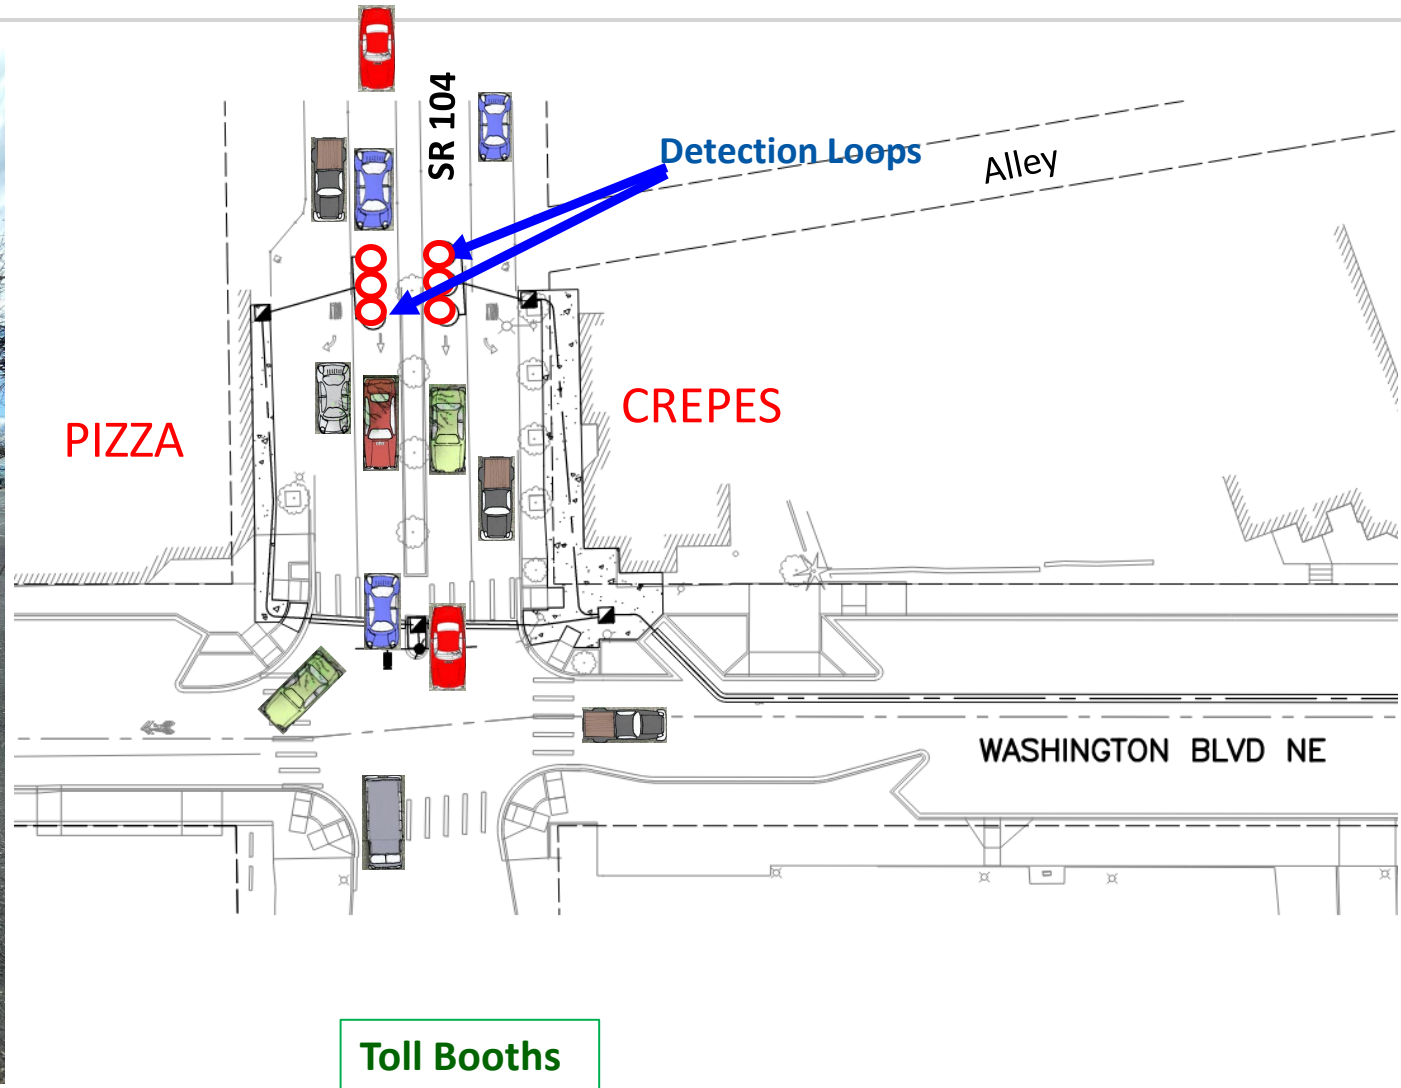 SR 104
Detection Loops
Alley
CREPES
PIZZA
WASHINGTON BLVD NE
Toll Booths